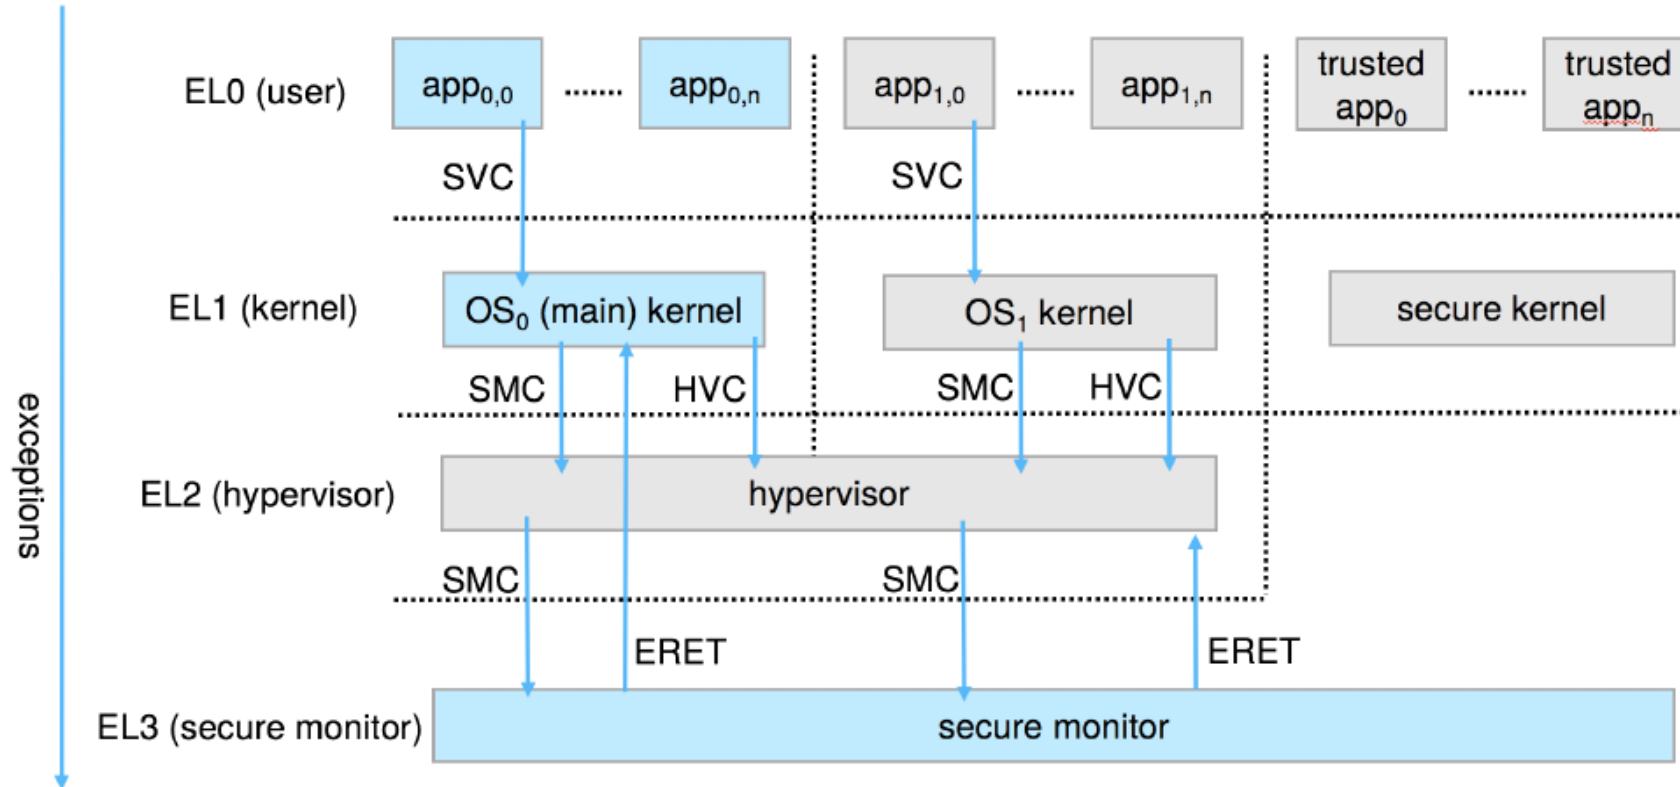 EL0 (user)
app0,0
........
app0,n
app1,0
........
app1,n
trusted
app0
........
trusted
appn
SVC
SVC
EL1 (kernel)
OS0 (main) kernel
OS1 kernel
secure kernel
SMC
HVC
SMC
HVC
exceptions
EL2 (hypervisor)
hypervisor
SMC
SMC
ERET
ERET
EL3 (secure monitor)
secure monitor